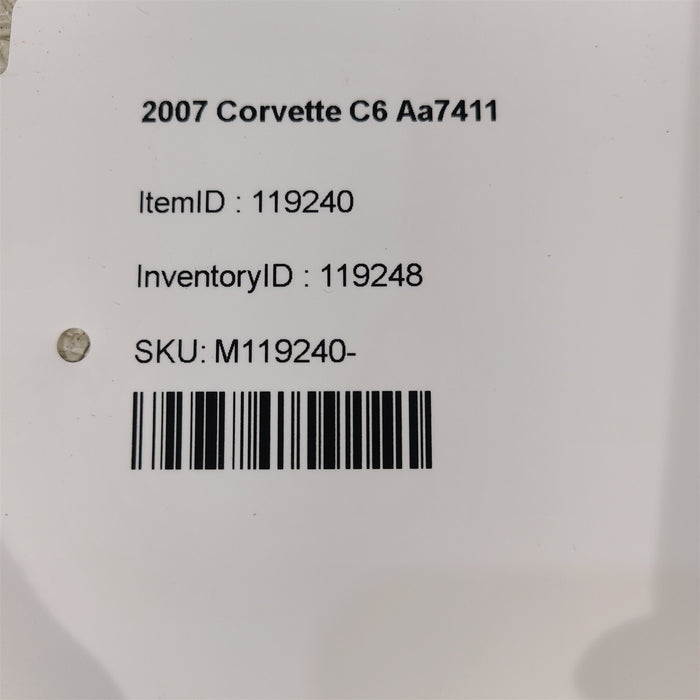 2007 Corvette C6 Aa7411
ItemID : 119240
InventoryID : 119248
SKU: M119240-